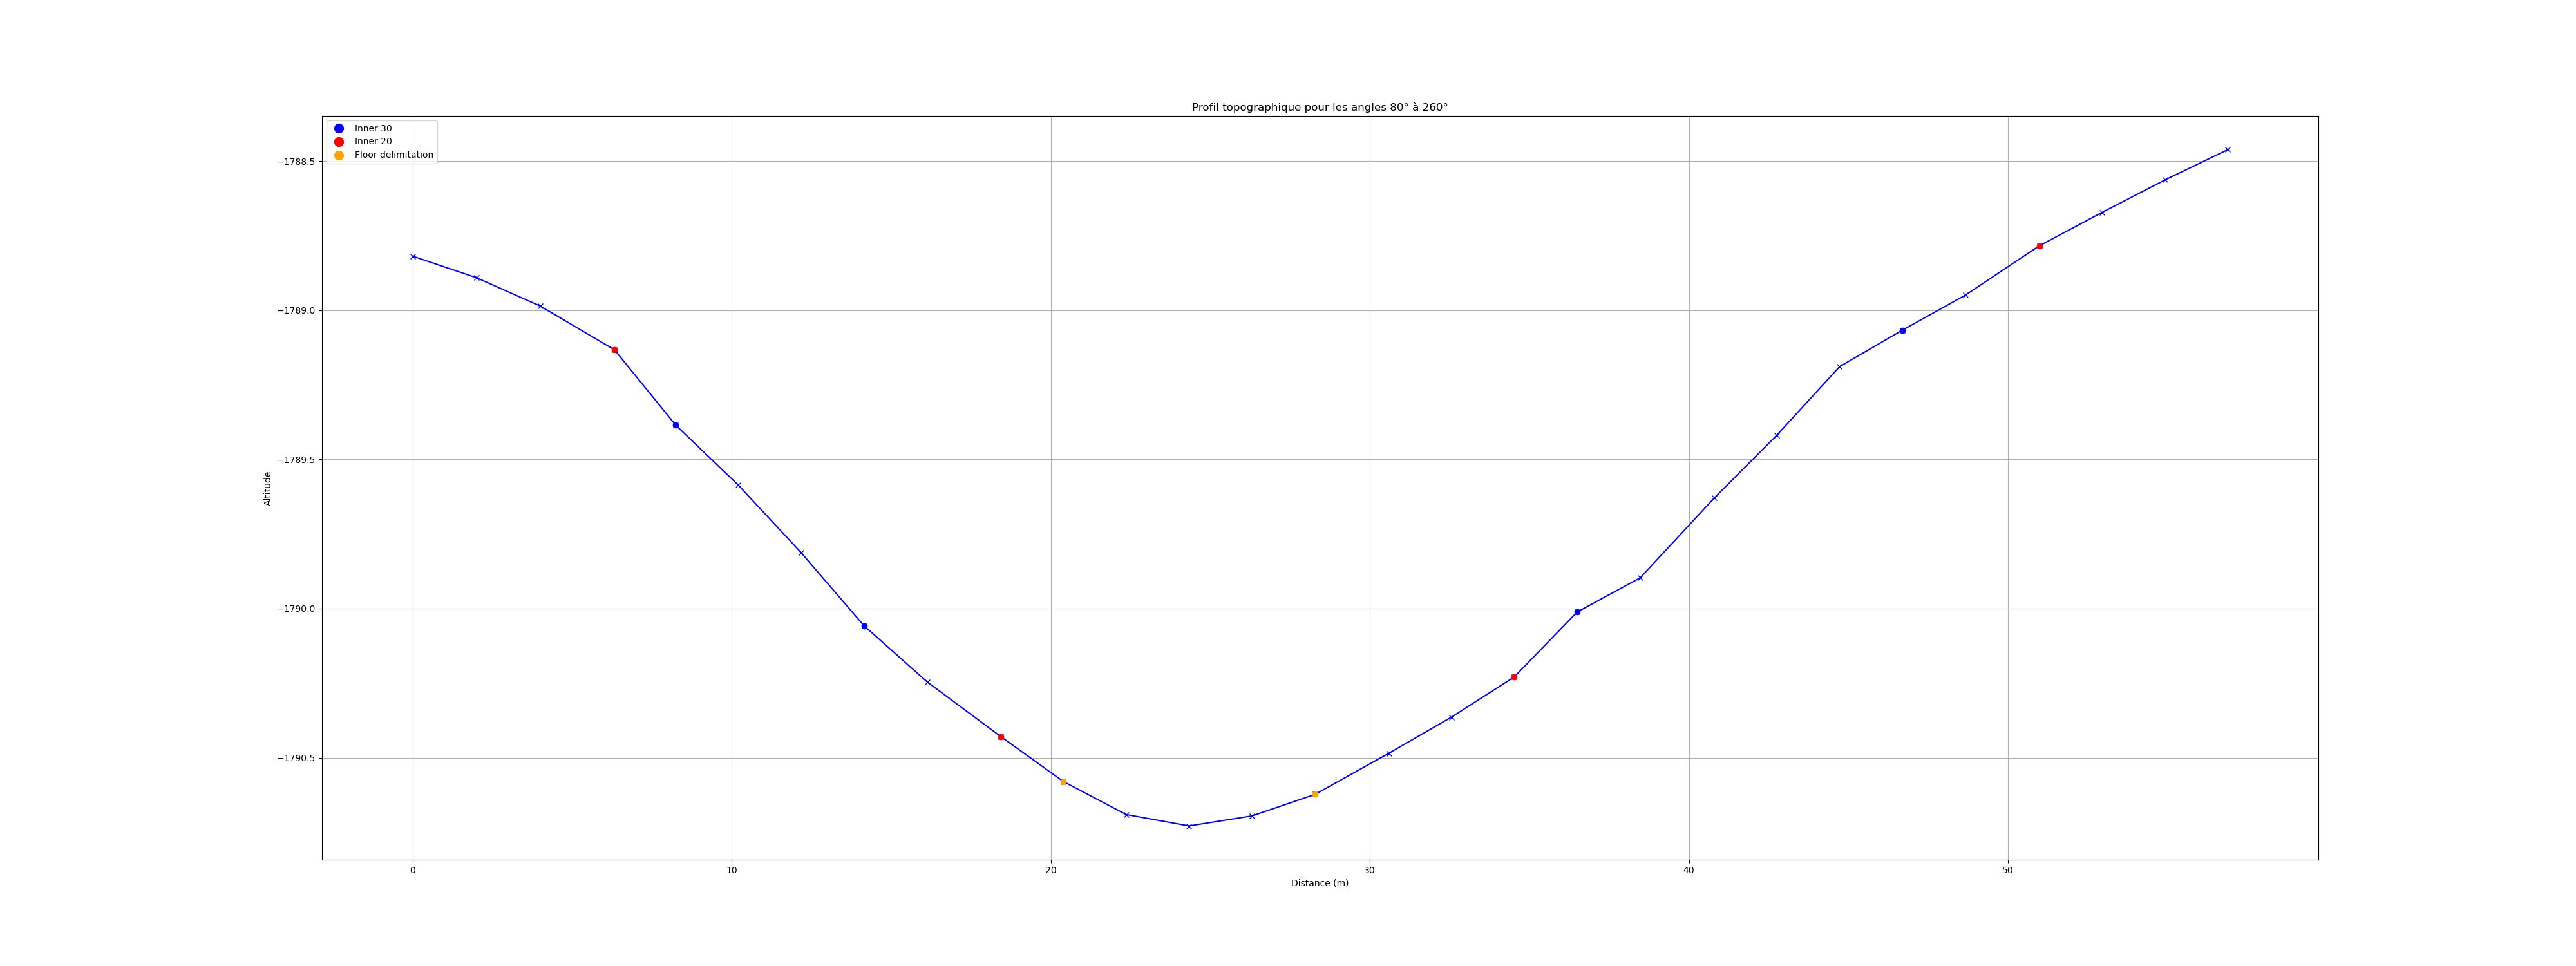 Profil topographique pour les angles 80° à 260°
Inner 30
Inner 20
Floor delimitation
−1788.5
−1789.0
−1789.5
−1790.0
−1790.5
Altitude
0 10 20 30 40 50
Distance (m)